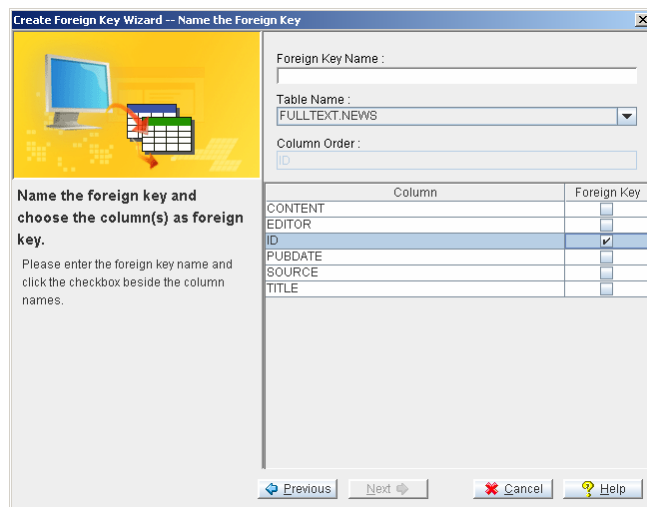 Create Foreign Key Wizard -- Name the Foreign Key
Name the foreign key and
choose the column(s) as foreign
key.
Please enter the foreign key name and
click the checkbox beside the column
names.
Foreign Key Name :
Table Name :
FULLTEXT.NEWS
Column Order :
ID
Column Foreign Key
CONTENT
EDITOR
ID
PUBDATE
SOURCE
TITLE
Previous Next Cancel Help